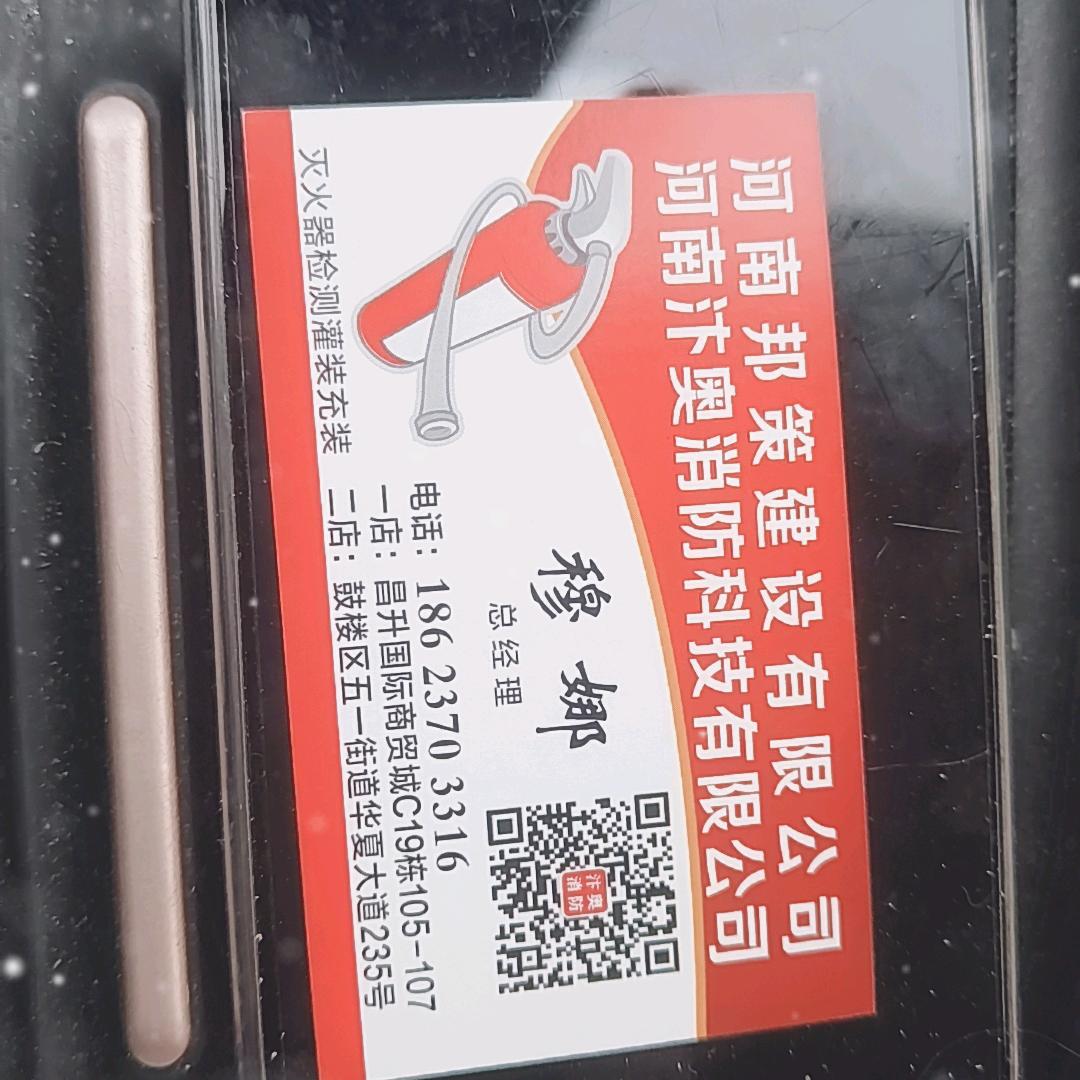 河南邦策建设有限公司
河南汴奥消防科技有限公司
穆娜
总经理
汴奥
消防
电话：186 2370 3316
一店：昌升国际商贸城C19栋105-107
二店：鼓楼区五一街道华夏大道235号
灭火器检测灌装充装